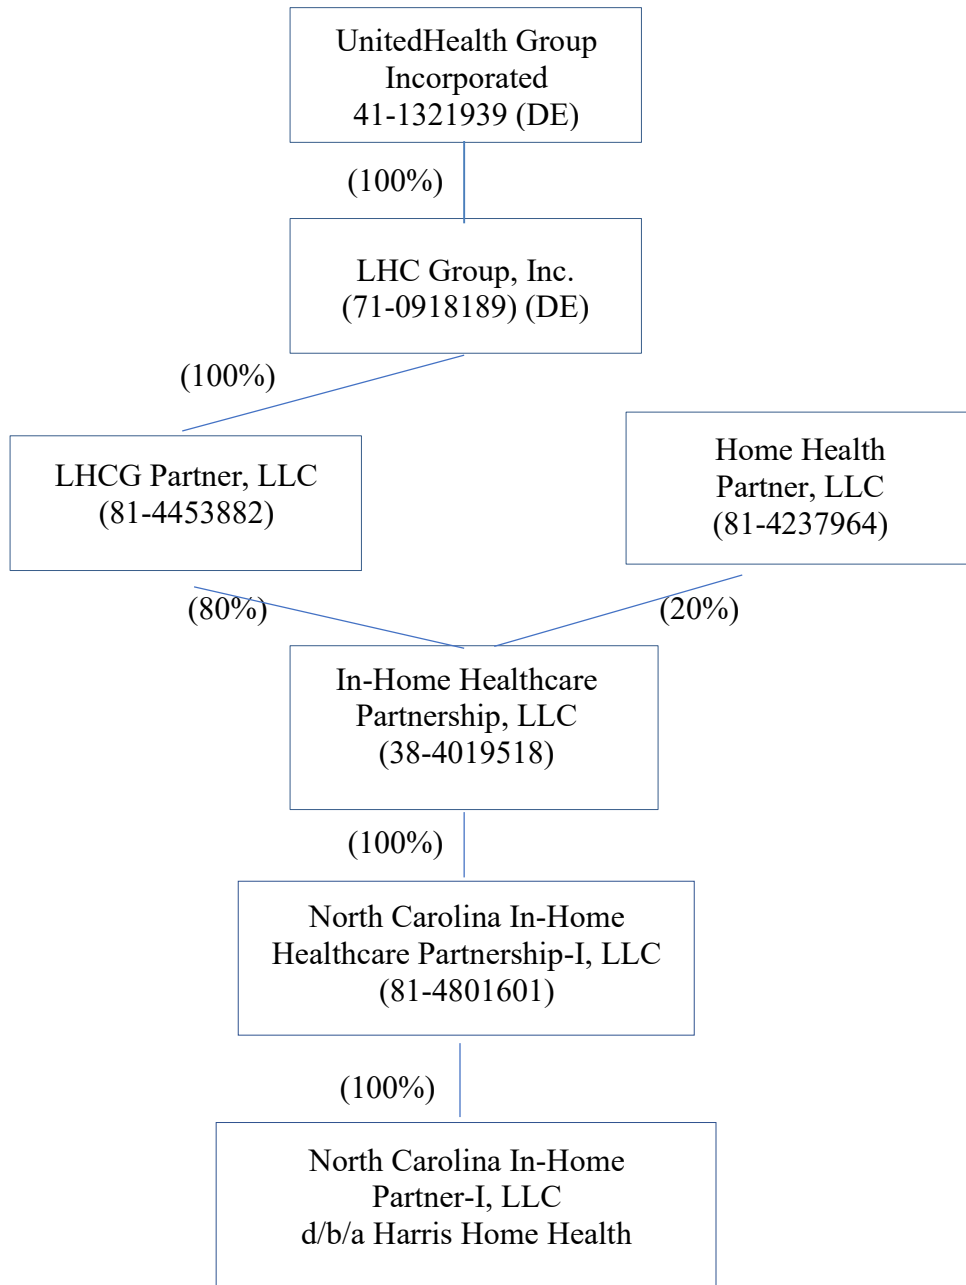 UnitedHealth Group
Incorporated
41-1321939 (DE)
(100%)
LHC Group, Inc.
(71-0918189) (DE)
(100%)
LHCG Partner, LLC
(81-4453882)
Home Health
Partner, LLC
(81-4237964)
(80%)
(20%)
In-Home Healthcare
Partnership, LLC
(38-4019518)
(100%)
North Carolina In-Home
Healthcare Partnership-I, LLC
(81-4801601)
(100%)
North Carolina In-Home
Partner-I, LLC
d/b/a Harris Home Health